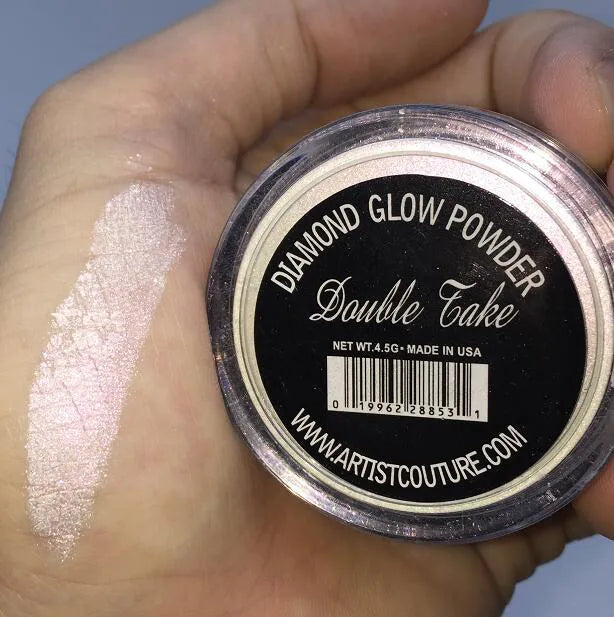 DIAMOND GLOW POWDER
Double Take
NET WT.4.5G• MADE IN USA
0 19962 28853 1
WWW.ARTISTCOUTURE.COM